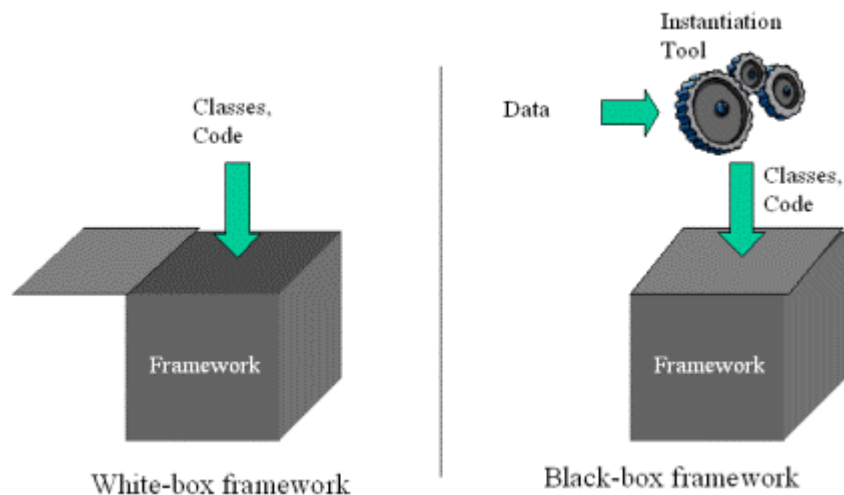 Classes,
Code
Framework
White-box framework
Instantiation
Tool
Data
Classes,
Code
Framework
Black-box framework